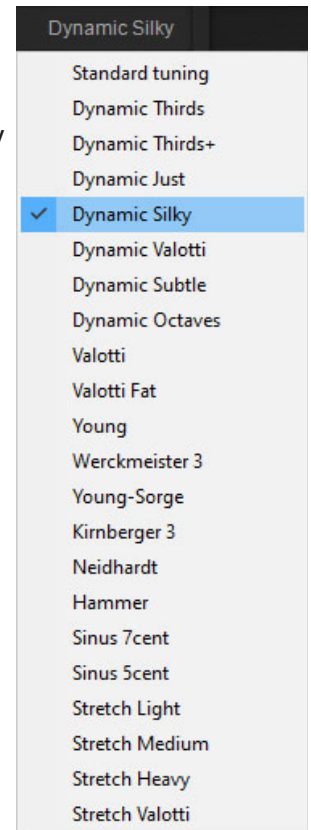 Dynamic Silky
Standard tuning
Dynamic Thirds
Dynamic Thirds+
Dynamic Just
Dynamic Silky
Dynamic Valotti
Dynamic Subtle
Dynamic Octaves
Valotti
Valotti Fat
Young
Werckmeister 3
Young-Sorge
Kirnberger 3
Neidhardt
Hammer
Sinus 7cent
Sinus 5cent
Stretch Light
Stretch Medium
Stretch Heavy
Stretch Valotti